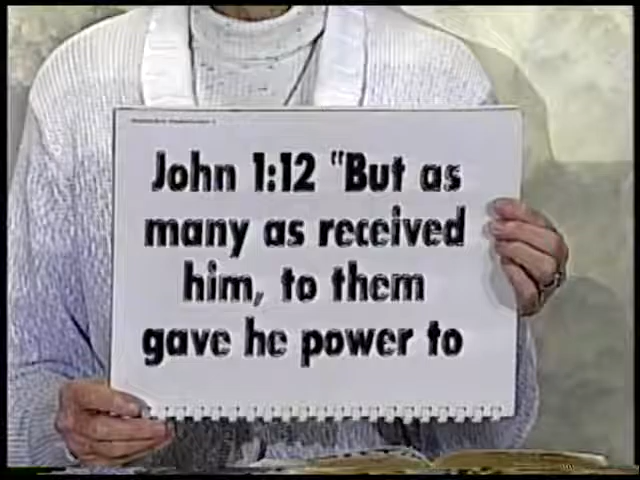 John 1:12 "But as
many as received
him, to them
gave he power to